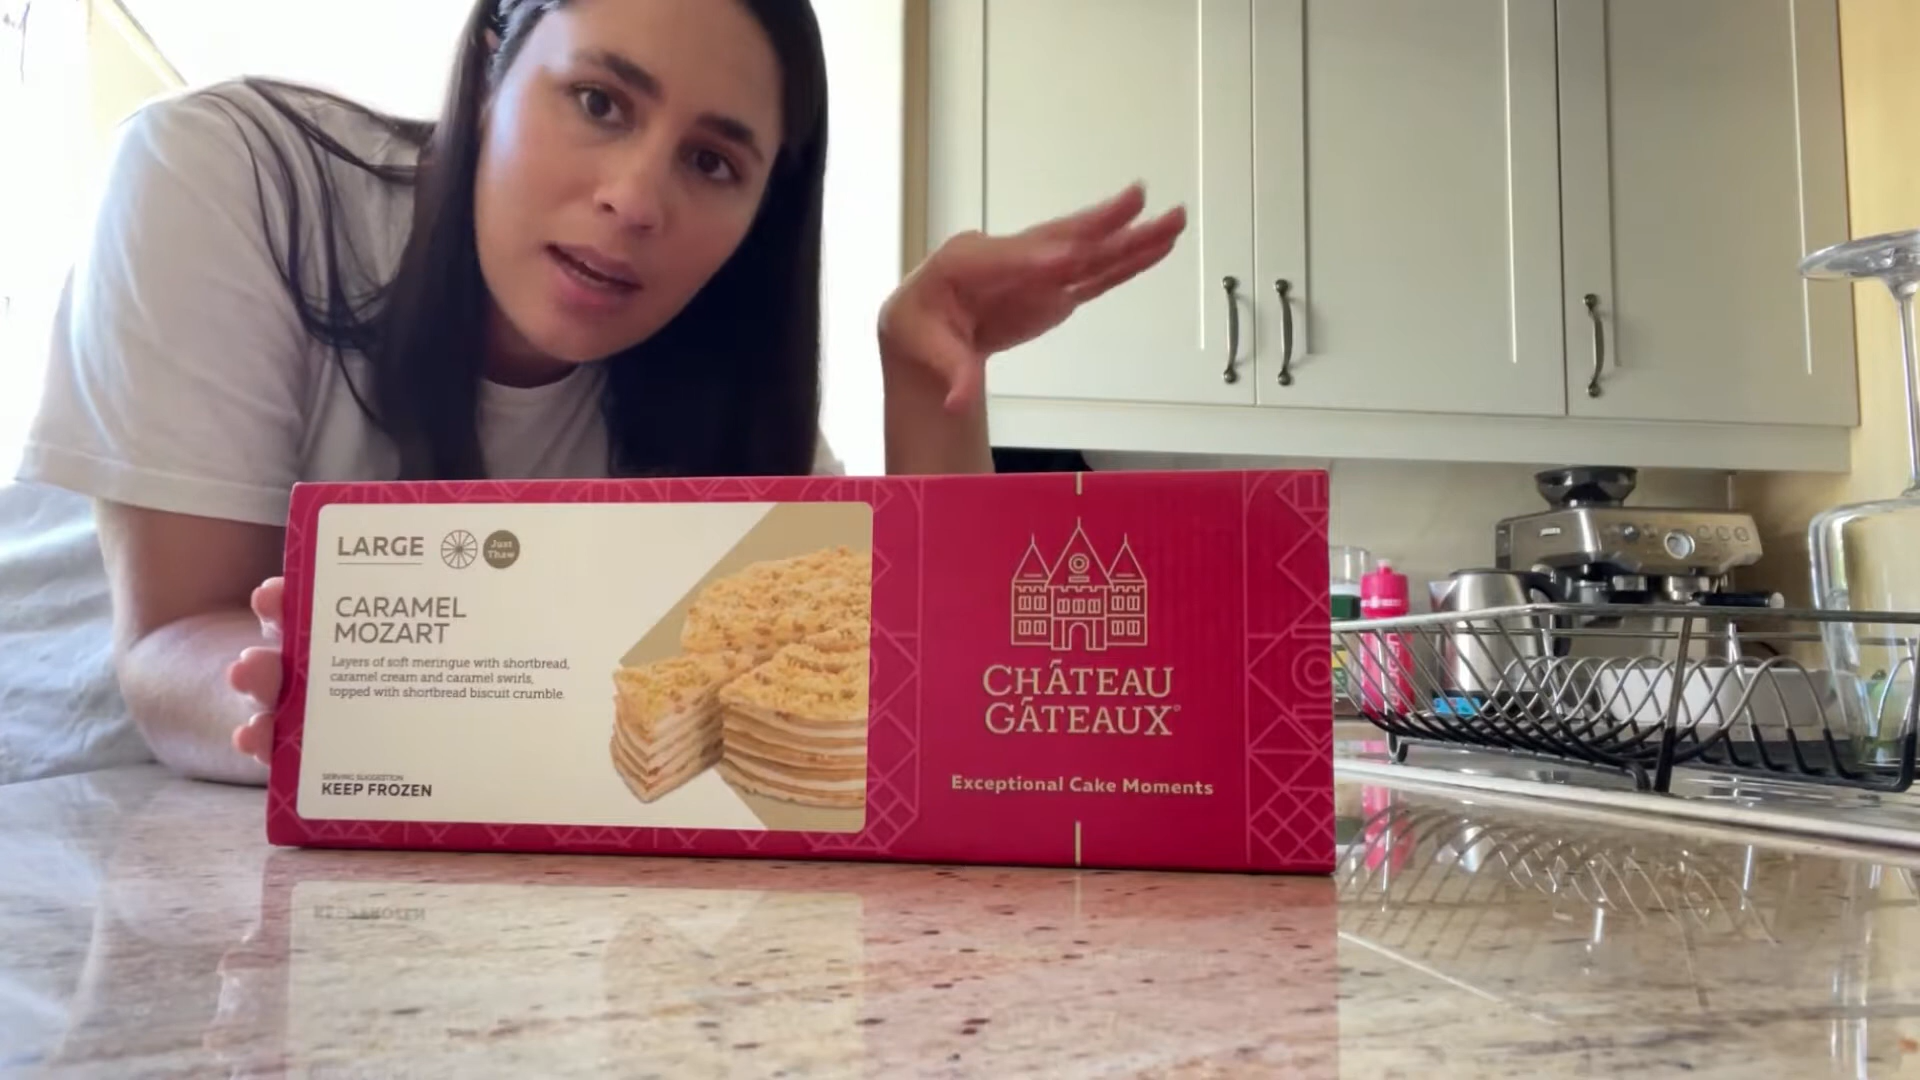 LARGE
Just
Thaw
CARAMEL
MOZART
Layers of soft meringue with shortbread,
caramel cream and caramel swirls,
topped with shortbread biscuit crumble.
SERVING SUGGESTION
KEEP FROZEN
CHÂTEAU
GÂTEAUX
Exceptional Cake Moments